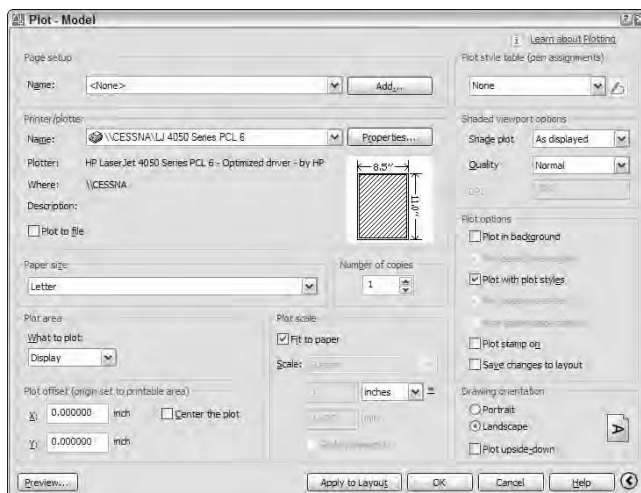 Plot - Model
Learn about Plotting
Page setup
Name: <None> Add...
Plot style table (pen assignments)
None
Printer/plotter
Name: \\CESSNA\LJ 4050 Series PCL 6 Properties...
Plotter: HP LaserJet 4050 Series PCL 6 - Optimized driver - by HP
Where: \\CESSNA
Description:
Plot to file
8.5''
11.0''
Shaded viewport options
Shade plot As displayed
Quality Normal
DPI
Paper size
Letter
Number of copies
1
Plot options
Plot in background
Plot with plot styles
Plot stamp on
Save changes to layout
Plot area
What to plot:
Display
Plot scale
Fit to paper
Scale:
inches =
Plot offset (origin set to printable area)
X: 0.000000 inch Center the plot
Y: 0.000000 inch
Drawing orientation
Portrait
Landscape
Plot upside-down
A
Preview... Apply to Layout OK Cancel Help